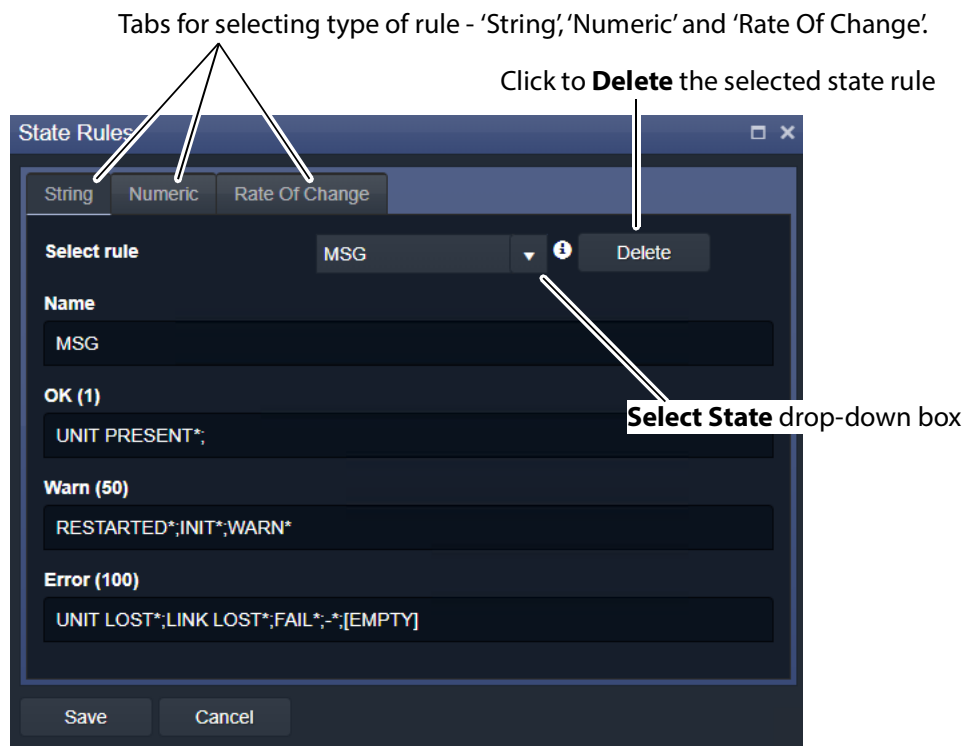 Tabs for selecting type of rule - ‘String’, ‘Numeric’ and ‘Rate Of Change’.
Click to Delete the selected state rule
State Rules
String Numeric Rate Of Change
Select rule MSG Delete
Name
MSG
Select State drop-down box
OK (1)
UNIT PRESENT*;
Warn (50)
RESTARTED*;INIT*;WARN*
Error (100)
UNIT LOST*;LINK LOST*;FAIL*;-*;[EMPTY]
Save Cancel